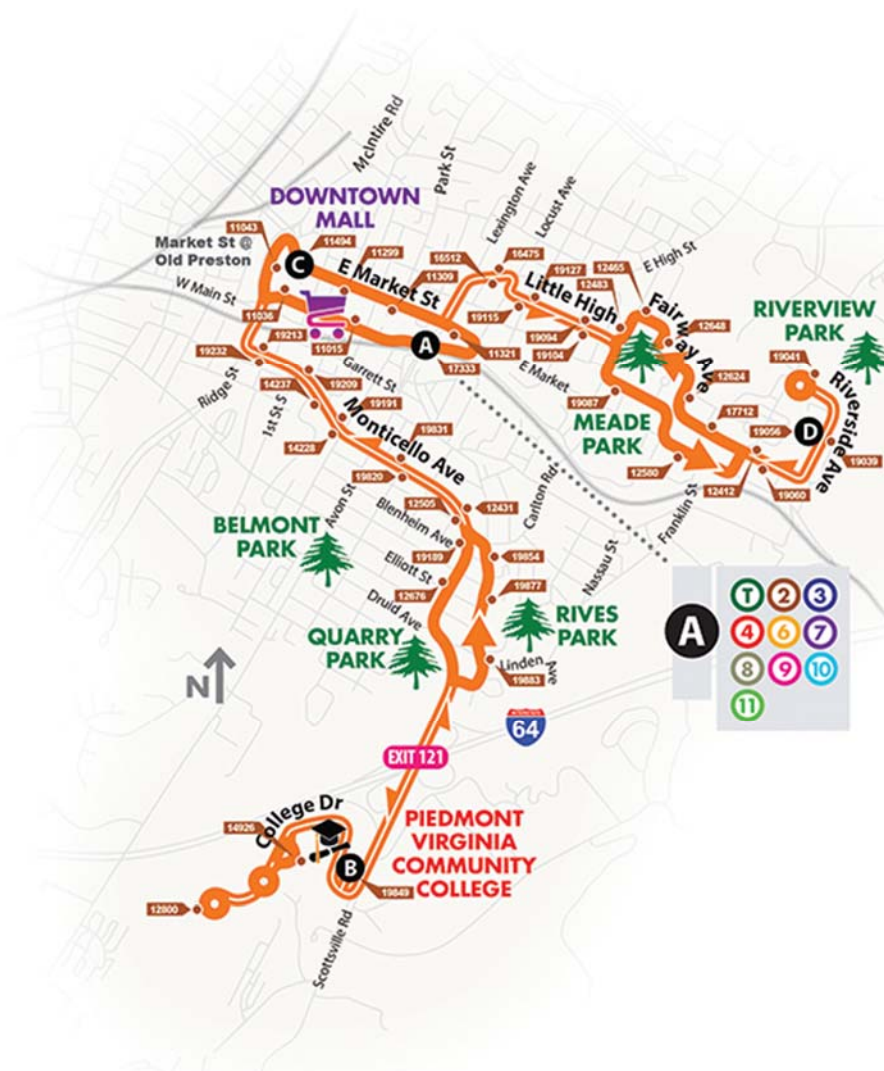 McIntire Rd
Park St
Lexington Ave
Locust Ave
DOWNTOWN
MALL
11043
11494
Market St @
Old Preston
11299
16512
16475
C
E Market St
11309
19127
12465
E High St
12483
W Main St
Little High
Fairway Ave
RIVERVIEW
PARK
11036
19115
12648
19213
11015
A
11321
19094
19041
19232
17333
19104
Garrett St
E Market
12624
Ridge St
14237
19209
19087
Riverside Ave
1st St S
19191
17712
Monticello Ave
MEADE
PARK
19056
D
14228
19831
19039
12580
19820
Carlton Rd
12412
19060
Franklin St
Avon St
12505
12431
BELMONT
PARK
Blenheim Ave
19189
19854
Elliott St
Nassau St
12676
19877
Druid Ave
A
T
2
3
QUARRY
PARK
RIVES
PARK
4
6
7
Linden Ave
8
9
10
N
19883
11
64
EXIT 121
College Dr
PIEDMONT
VIRGINIA
COMMUNITY
COLLEGE
14926
B
19849
12800
Scottsville Rd